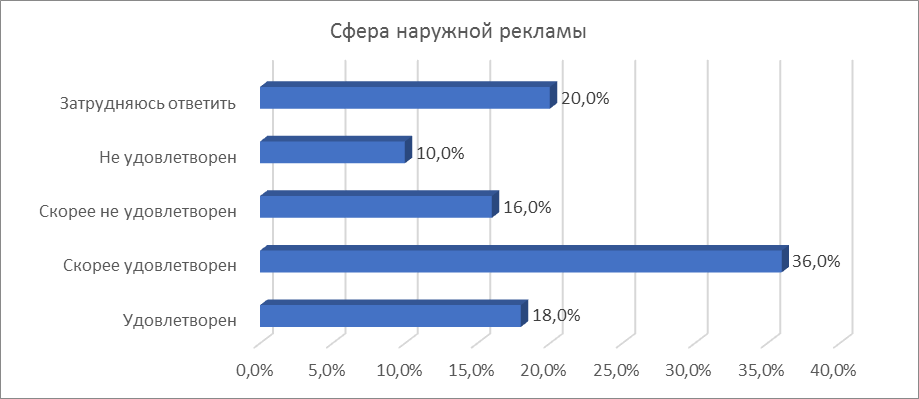 Сфера наружной рекламы
Затрудняюсь ответить 20,0%
Не удовлетворен 10,0%
Скорее не удовлетворен 16,0%
Скорее удовлетворен 36,0%
Удовлетворен 18,0%
0,0% 5,0% 10,0% 15,0% 20,0% 25,0% 30,0% 35,0% 40,0%